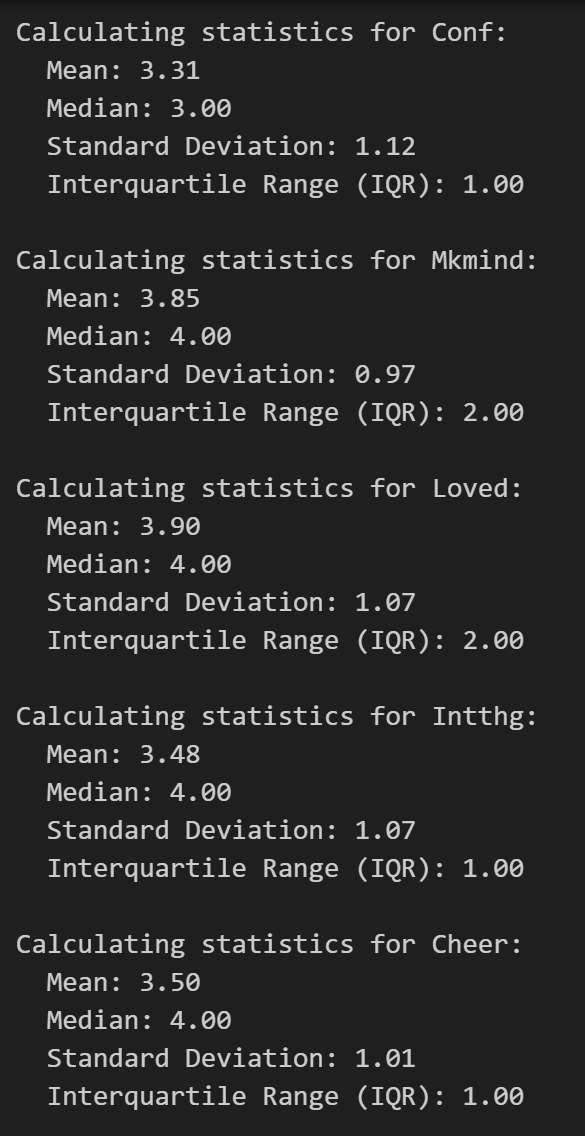 Calculating statistics for Conf:
  Mean: 3.31
  Median: 3.00
  Standard Deviation: 1.12
  Interquartile Range (IQR): 1.00

Calculating statistics for Mkmind:
  Mean: 3.85
  Median: 4.00
  Standard Deviation: 0.97
  Interquartile Range (IQR): 2.00

Calculating statistics for Loved:
  Mean: 3.90
  Median: 4.00
  Standard Deviation: 1.07
  Interquartile Range (IQR): 2.00

Calculating statistics for Intthg:
  Mean: 3.48
  Median: 4.00
  Standard Deviation: 1.07
  Interquartile Range (IQR): 1.00

Calculating statistics for Cheer:
  Mean: 3.50
  Median: 4.00
  Standard Deviation: 1.01
  Interquartile Range (IQR): 1.00